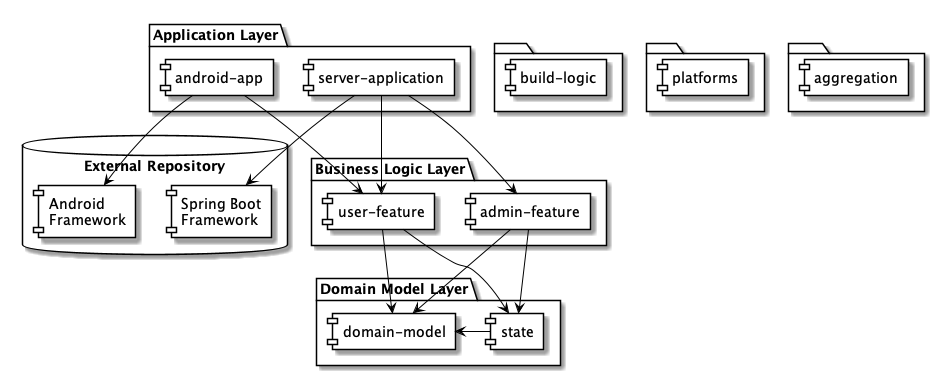 Application Layer
android-app
server-application
build-logic
platforms
aggregation
External Repository
Android
Framework
Spring Boot
Framework
Business Logic Layer
user-feature
admin-feature
Domain Model Layer
domain-model
state